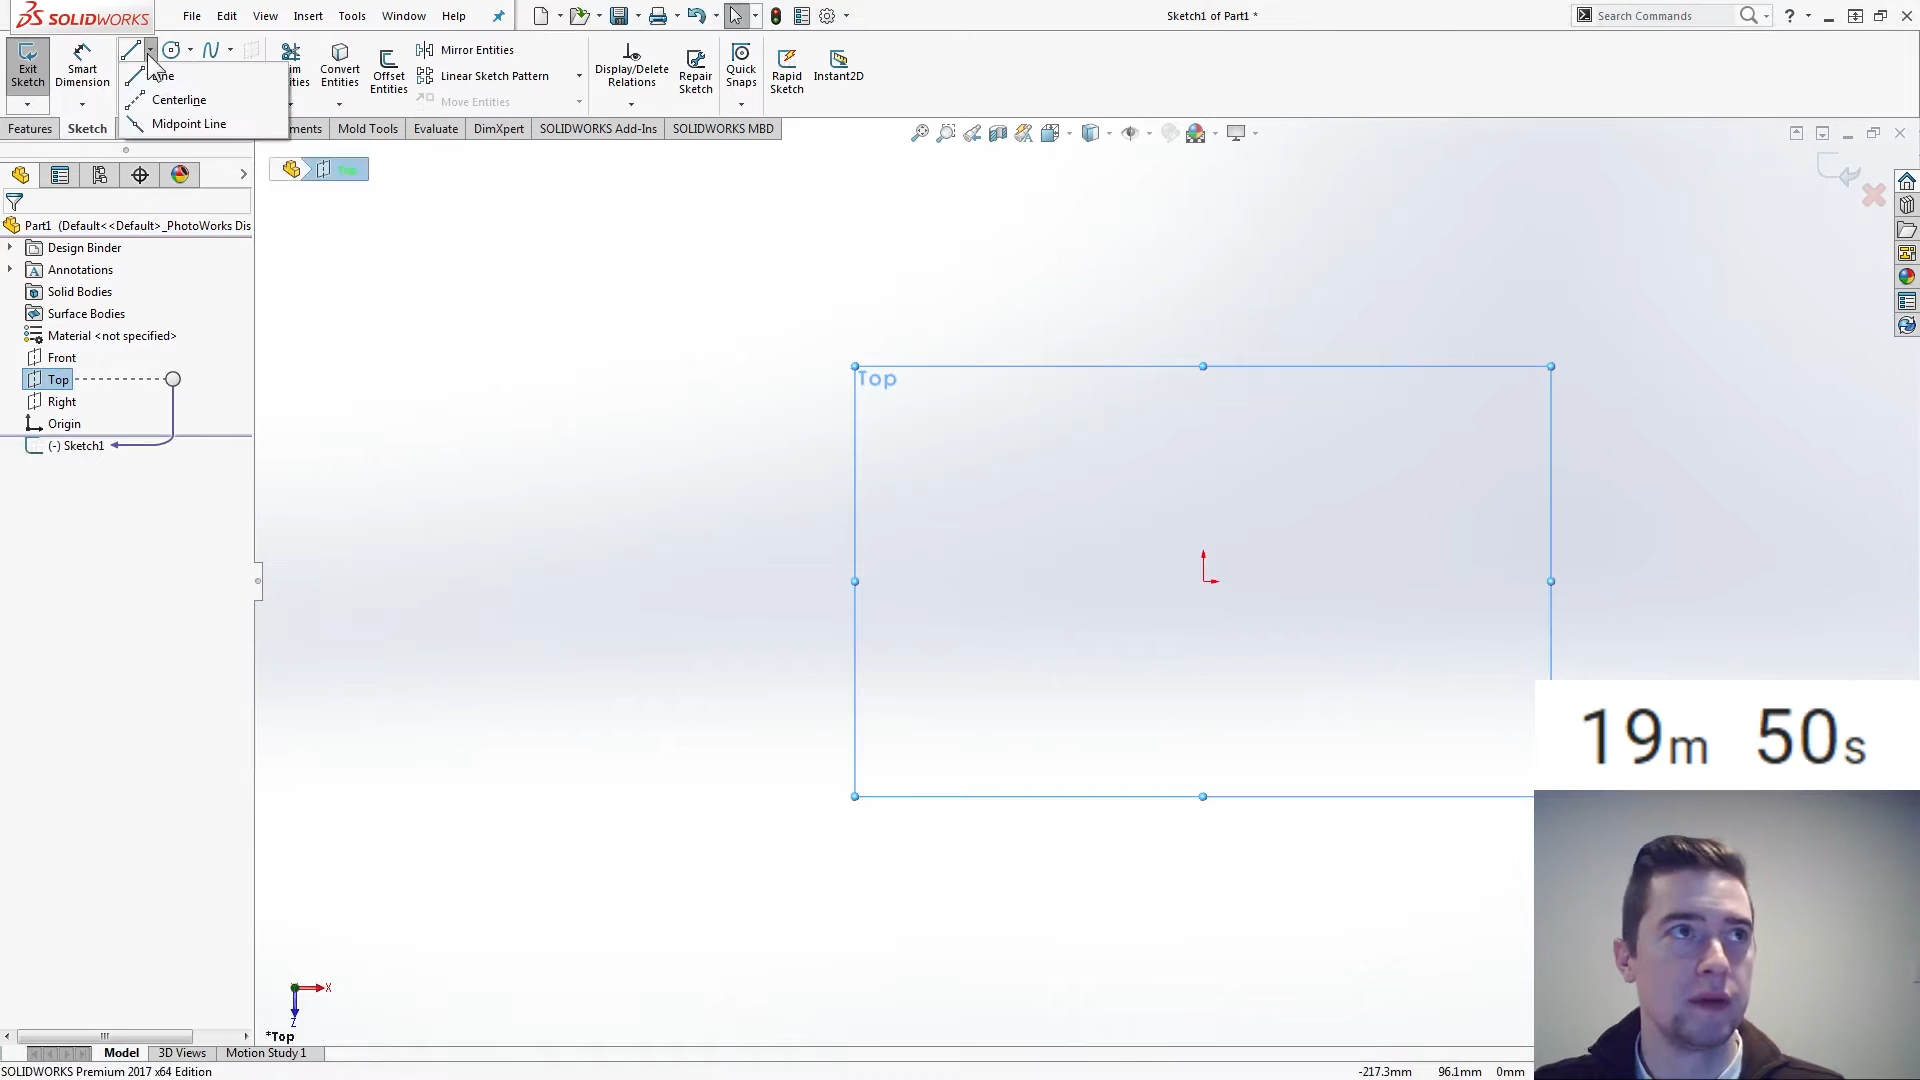 SOLIDWORKS
File Edit View Insert Tools Window Help
Sketch1 of Part1 *
Search Commands
Exit Sketch
Smart Dimension
Convert Entities
Offset Entities
Mirror Entities
Linear Sketch Pattern
Move Entities
Display/Delete Relations
Repair Sketch
Quick Snaps
Rapid Sketch
Instant2D
Centerline
Midpoint Line
Features Sketch Mold Tools Evaluate DimXpert SOLIDWORKS Add-Ins SOLIDWORKS MBD
Top
Part1 (Default<<Default>_PhotoWorks Dis
Design Binder
Annotations
Solid Bodies
Surface Bodies
Material <not specified>
Front
Top
Right
Origin
(-) Sketch1
Top
19m 50s
X
Z
*Top
Model 3D Views Motion Study 1
SOLIDWORKS Premium 2017 x64 Edition
-217.3mm 96.1mm 0mm